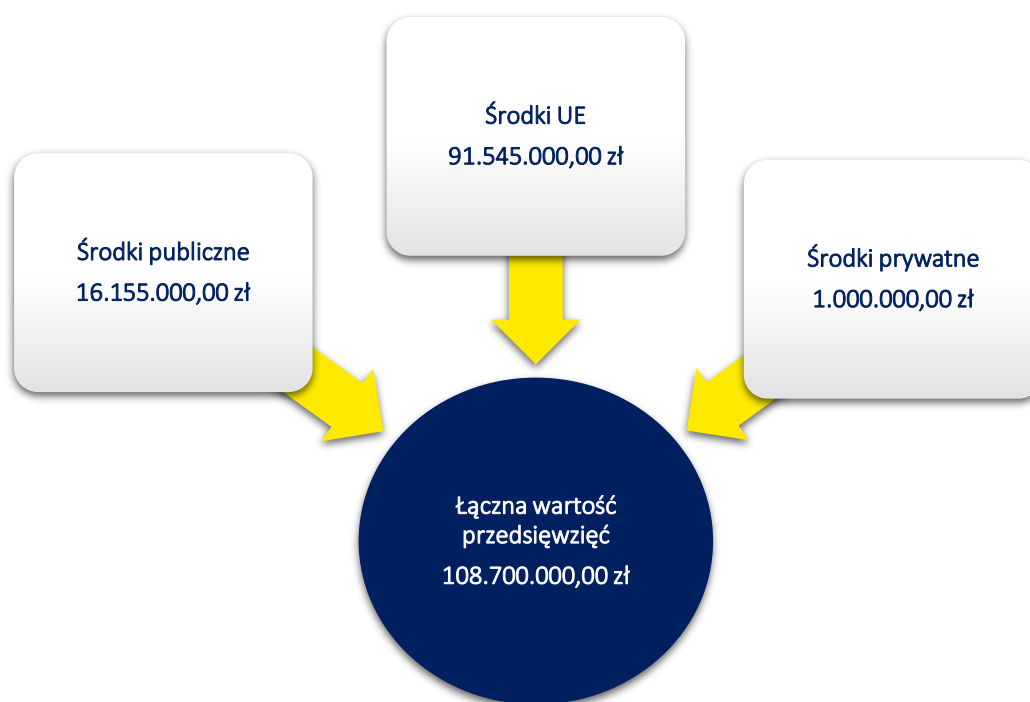 Środki UE
91.545.000,00 zł
Środki publiczne
16.155.000,00 zł
Środki prywatne
1.000.000,00 zł
Łączna wartość
przedsięwzięć
108.700.000,00 zł